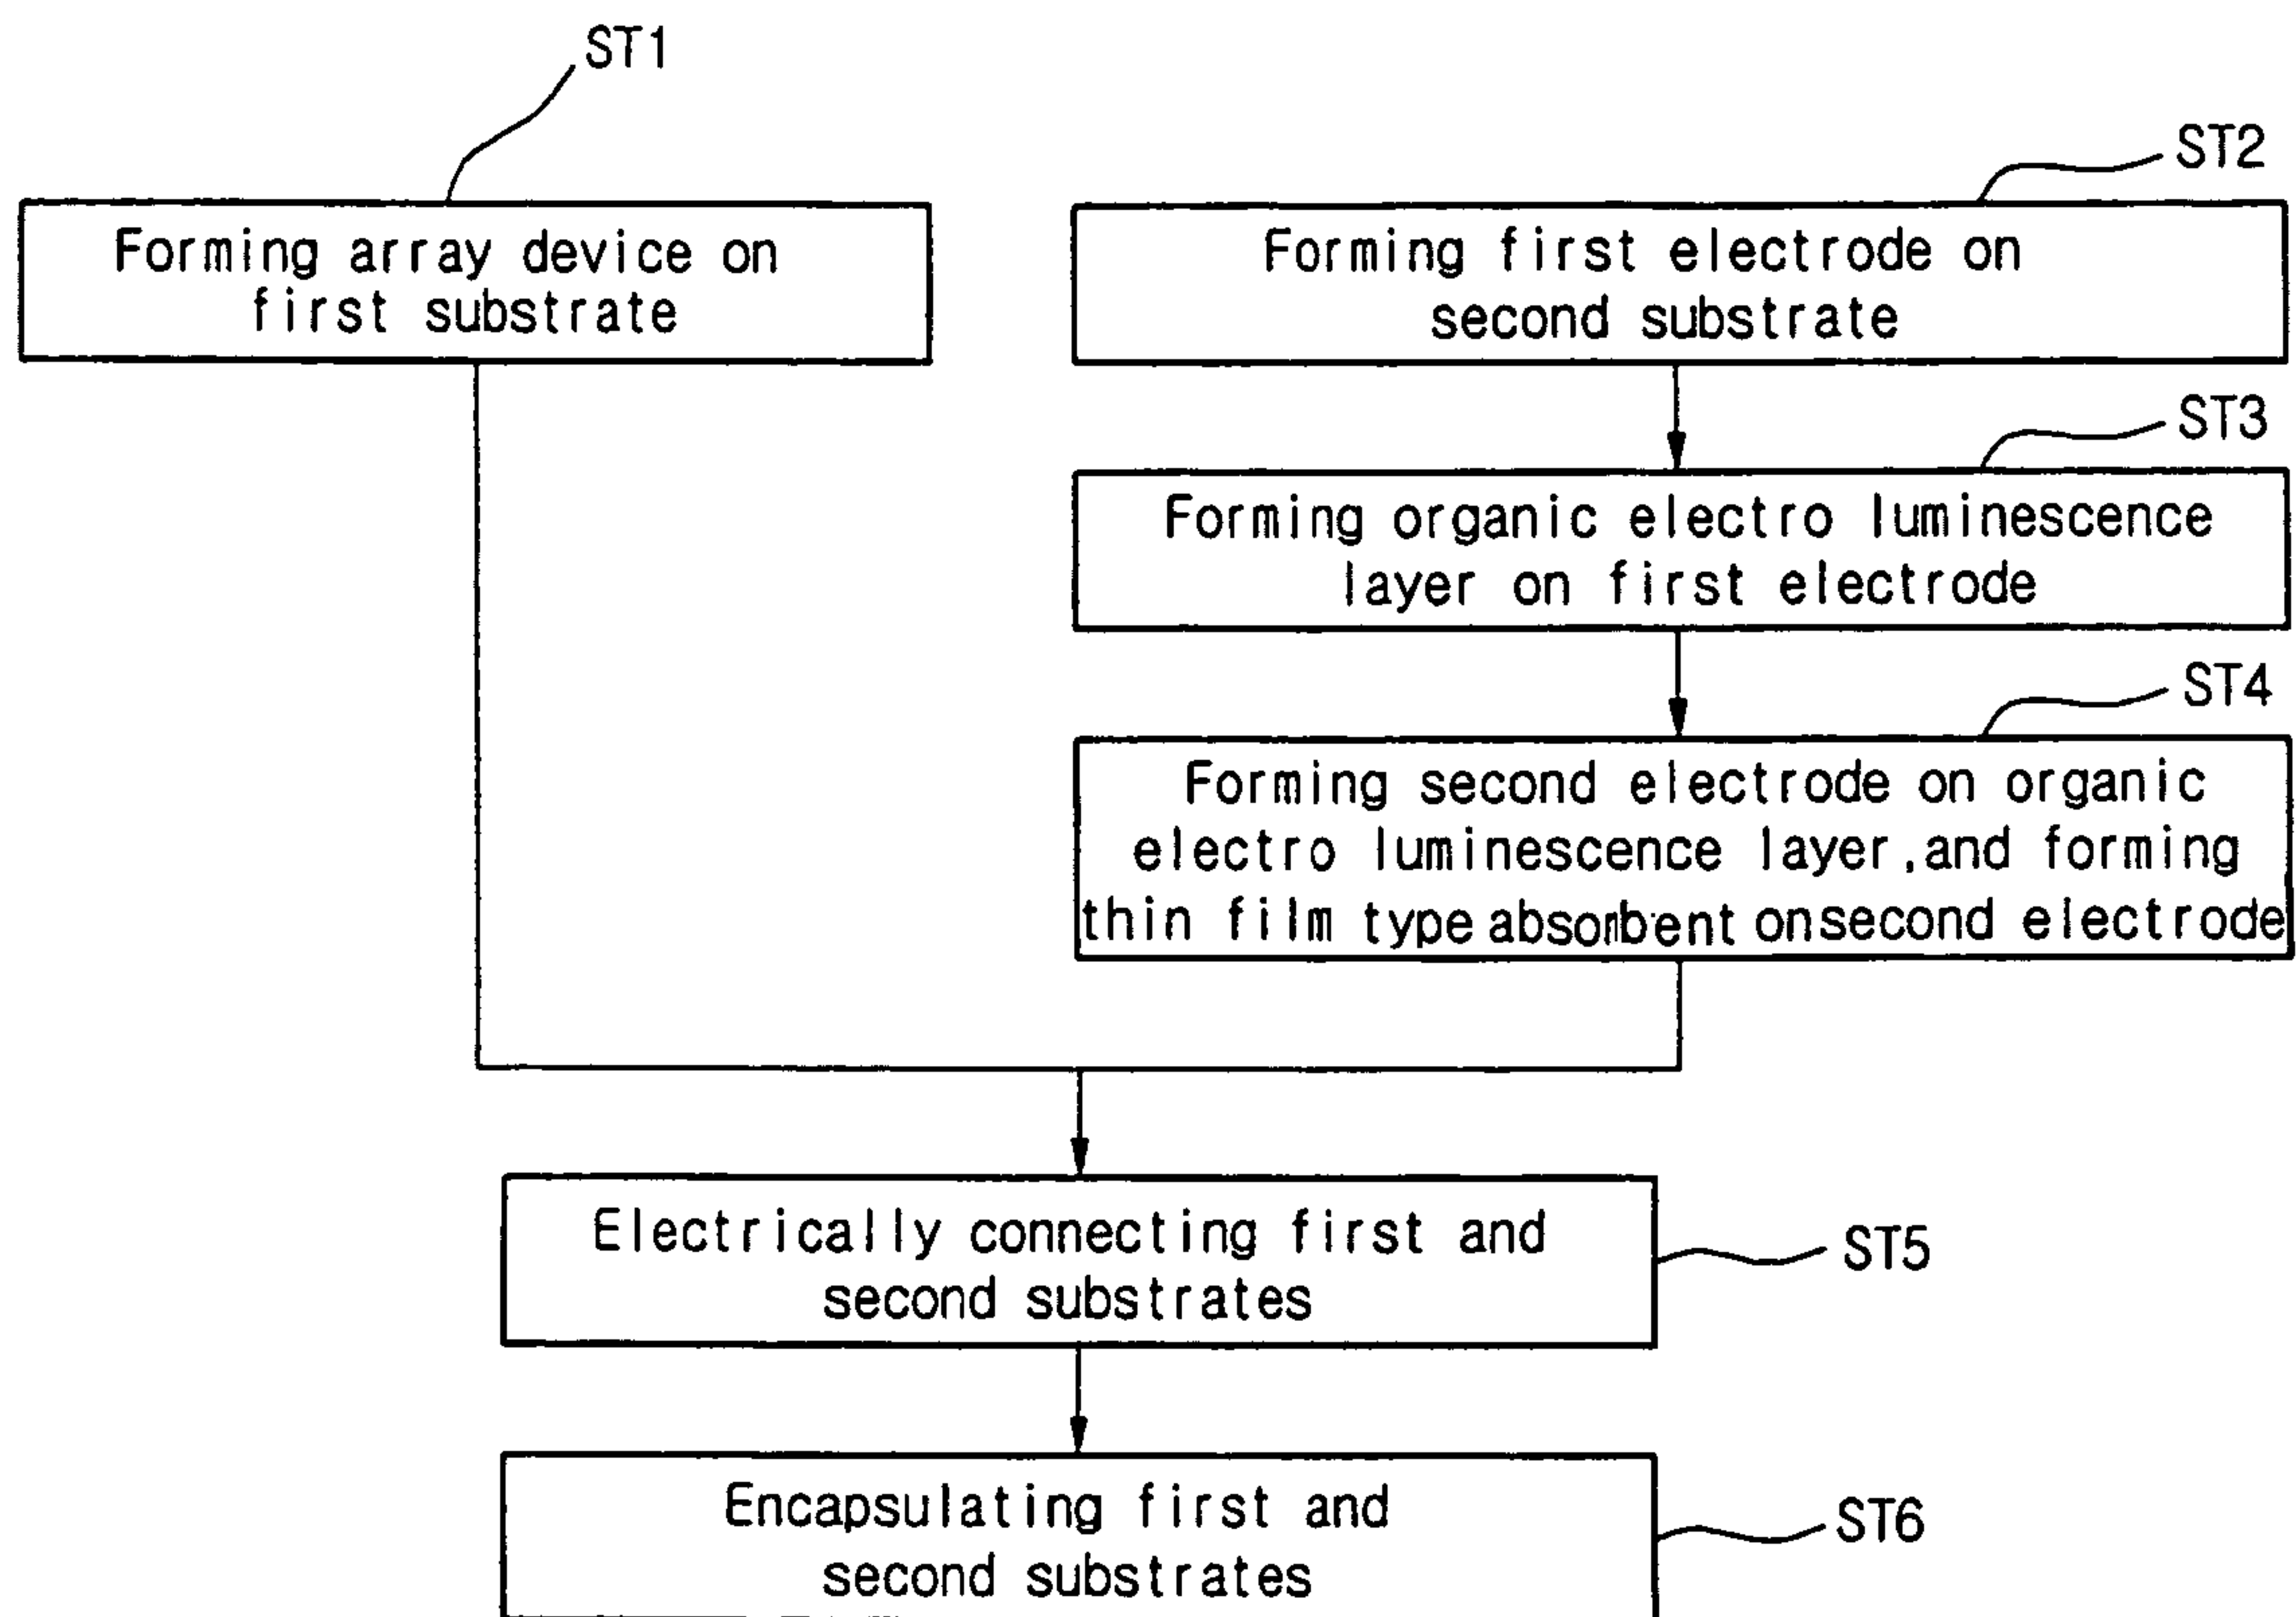 ST1
Forming array device on
first substrate
ST2
Forming first electrode on
second substrate
ST3
Forming organic electro luminescence
layer on first electrode
ST4
Forming second electrode on organic
electro luminescence layer,and forming
thin film type absorbent on second electrode
Electrically connecting first and
second substrates
ST5
Encapsulating first and
second substrates
ST6